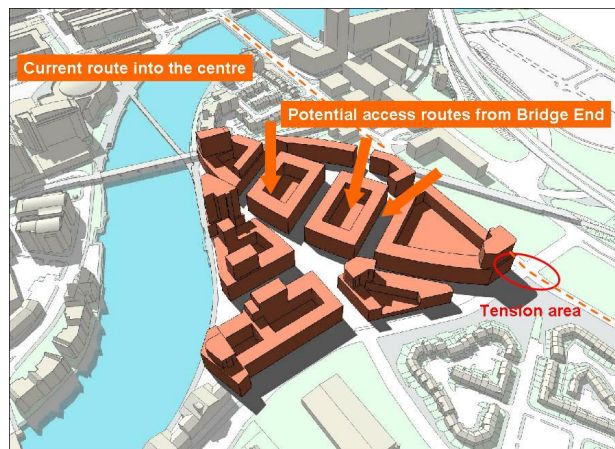 Current route into the centre
Potential access routes from Bridge End
Tension area